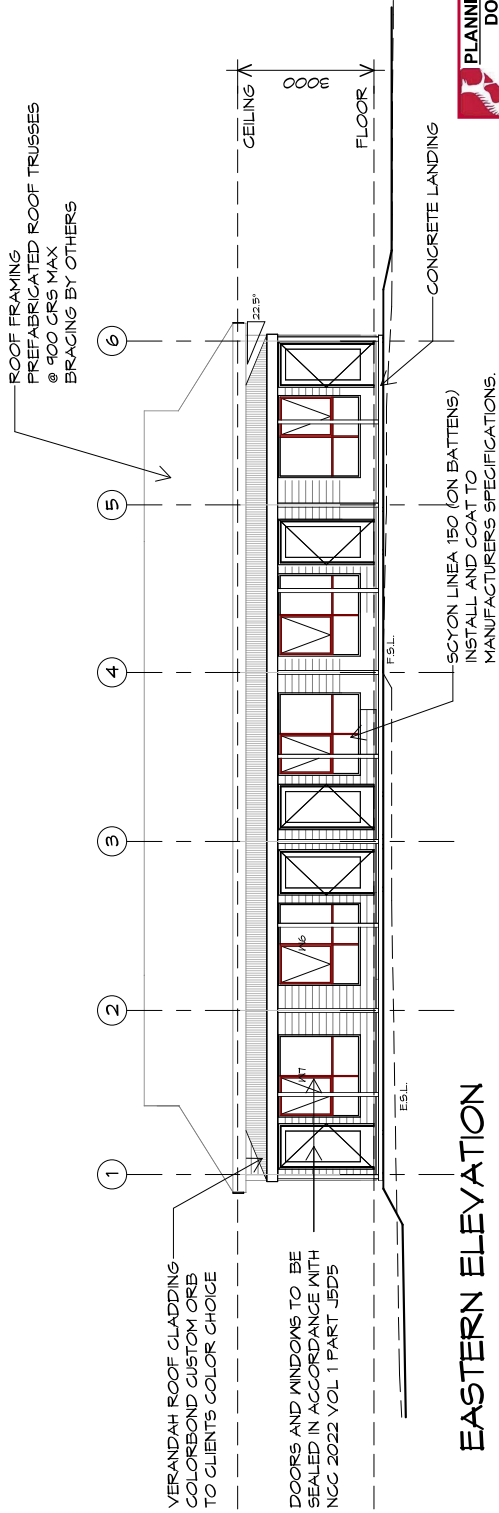 ROOF FRAMING
PREFABRICATED ROOF TRUSSES
@ 900 CRS MAX
BRACING BY OTHERS
1
2
3
4
5
6
CEILING
3000
FLOOR
22.5°
VERANDAH ROOF CLADDING
COLORBOND CUSTOM ORB
TO CLIENTS COLOR CHOICE
DOORS AND WINDOWS TO BE
SEALED IN ACCORDANCE WITH
NCC 2022 VOL 1 PART J5D5
W7
W6
E.S.L.
F.S.L.
CONCRETE LANDING
SCYON LINEA 150 (ON BATTENS)
INSTALL AND COAT TO
MANUFACTURERS SPECIFICATIONS.
EASTERN ELEVATION
PLANNI
DO